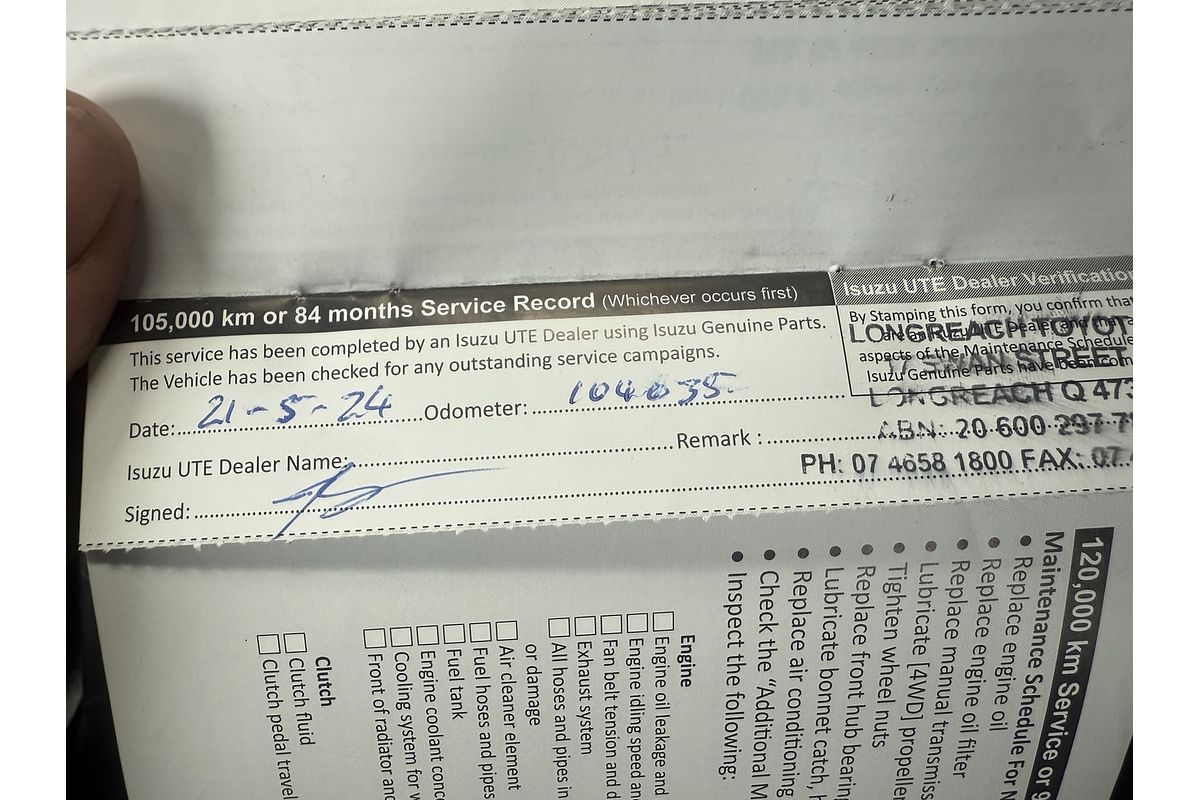 105,000 km or 84 months Service Record (Whichever occurs first)
This service has been completed by an Isuzu UTE Dealer using Isuzu Genuine Parts.
The Vehicle has been checked for any outstanding service campaigns.
Date: 21-5-24 Odometer: 104035
Isuzu UTE Dealer Name: Remark :
Signed:
Isuzu UTE Dealer Verification
By Stamping this form, you confirm that
aspects of the Maintenance Schedule
Isuzu Genuine Parts have been
LONGREACH
STREET
LONGREACH Q 473
ABN: 20 600 297
PH: 07 4658 1800 FAX: 07
120,000 km Service or
Maintenance Schedule For
• Replace engine oil
• Replace engine oil filter
• Replace manual
• Lubricate [4WD] propeller
• Tighten wheel nuts
• Replace front hub
• Lubricate bonnet catch,
• Replace air conditioning
• Check the "Additional
• Inspect the following:
Engine
Engine oil leakage and
Engine idling speed
Fan belt tension and
Exhaust system
All hoses and pipes in
or damage
Air cleaner element
Fuel hoses and pipes
Fuel tank
Engine coolant
Cooling system for
Front of radiator
Clutch
Clutch fluid
Clutch pedal travel